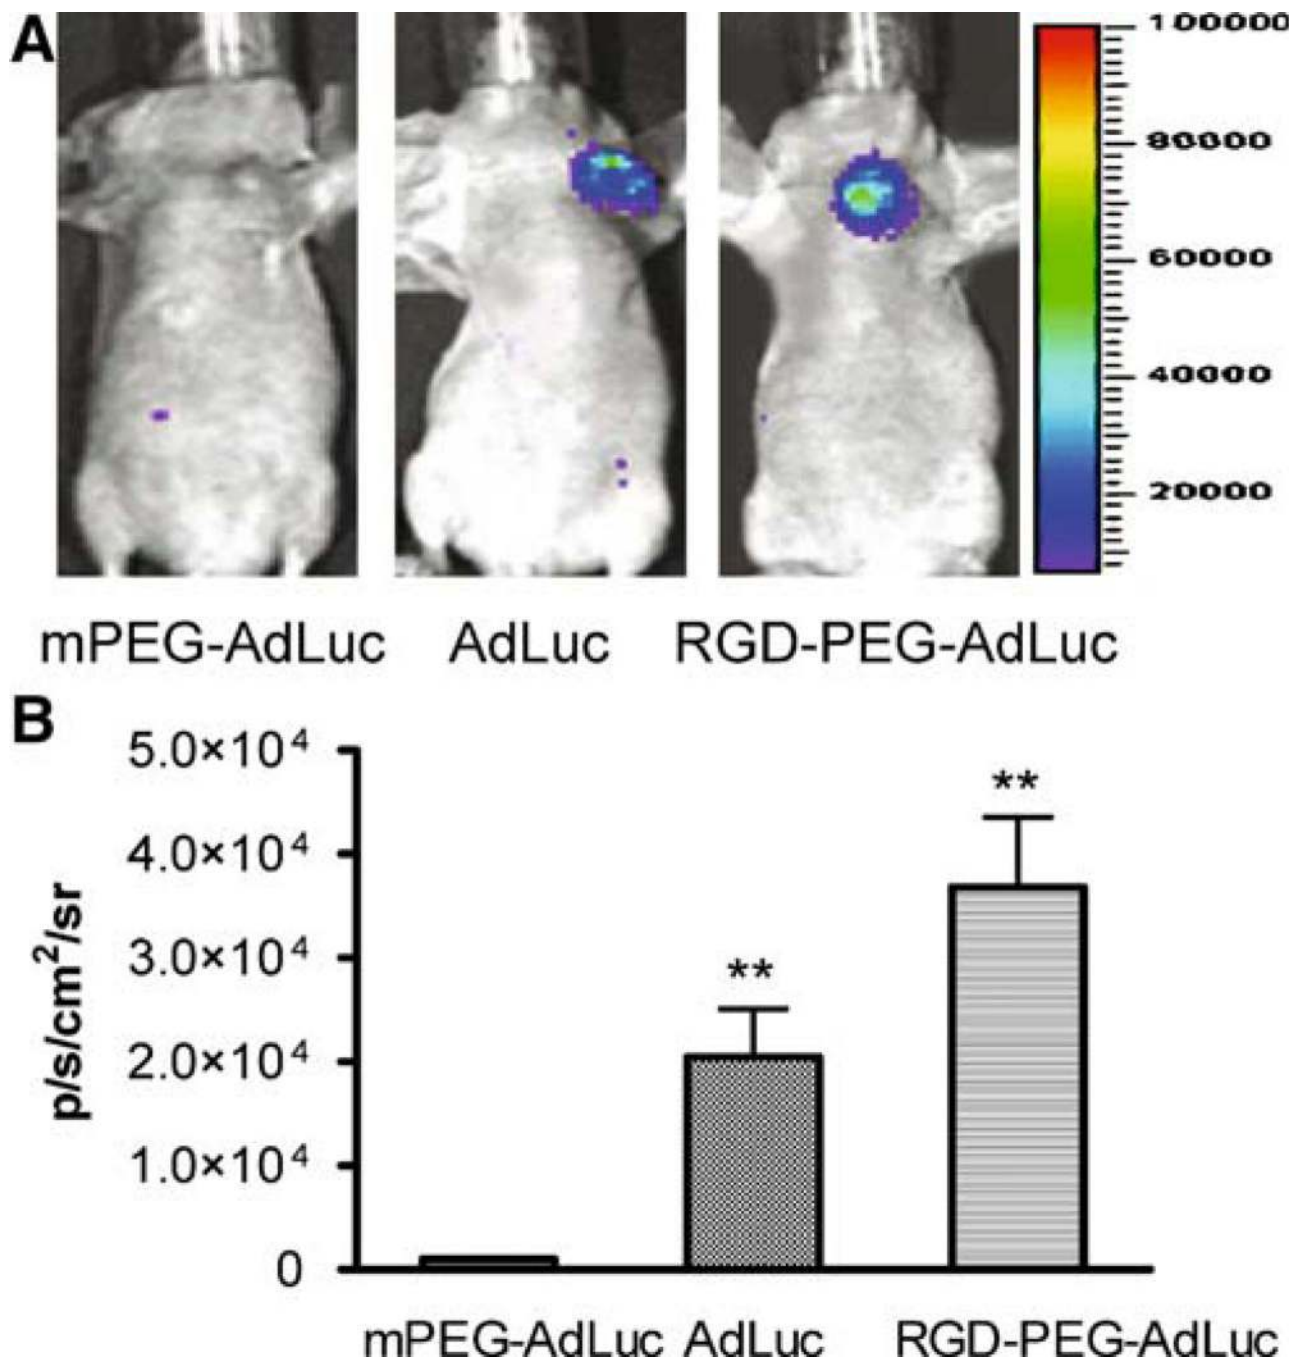 A
100000
80000
60000
40000
20000
mPEG-AdLuc AdLuc RGD-PEG-AdLuc
B
5.0×10⁴
4.0×10⁴
3.0×10⁴
2.0×10⁴
1.0×10⁴
0
p/s/cm²/sr
**
**
mPEG-AdLuc AdLuc RGD-PEG-AdLuc